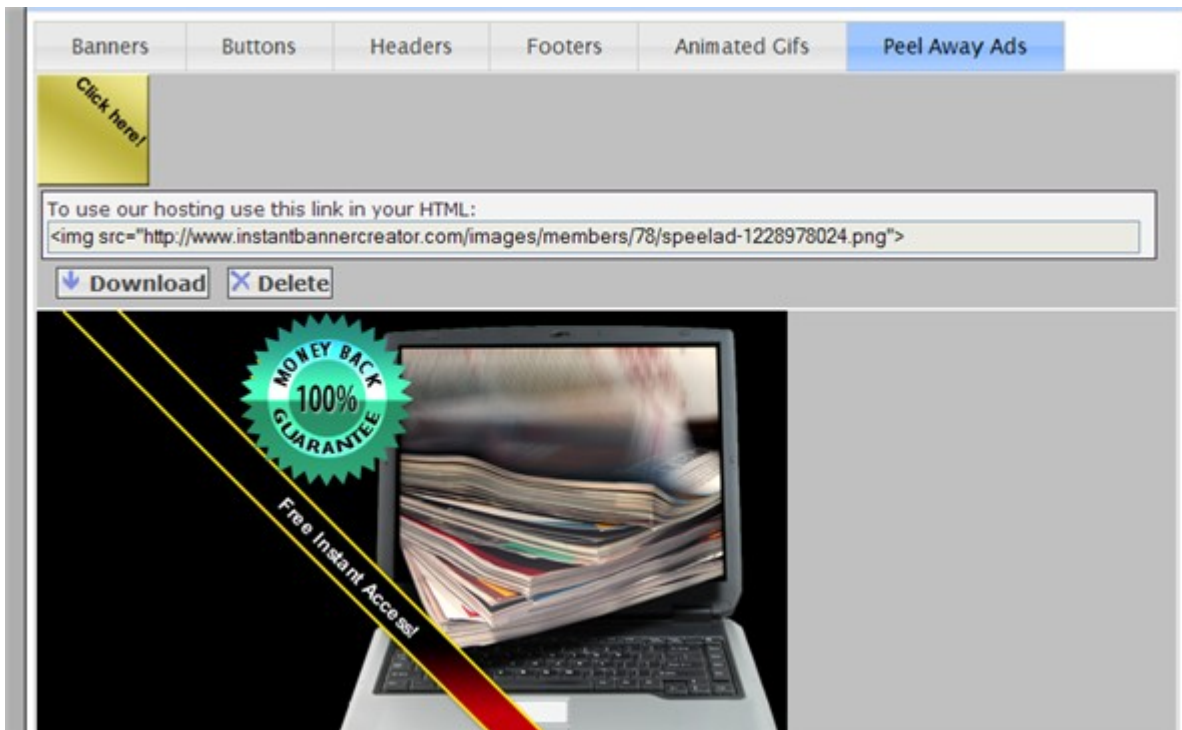 Banners Buttons Headers Footers Animated Gifs Peel Away Ads
Click here!
To use our hosting use this link in your HTML:
<img src="http://www.instantbannercreator.com/images/members/78/speelad-1228978024.png">
Download Delete
MONEY BACK
100%
GUARANTEE
Free Instant Access!